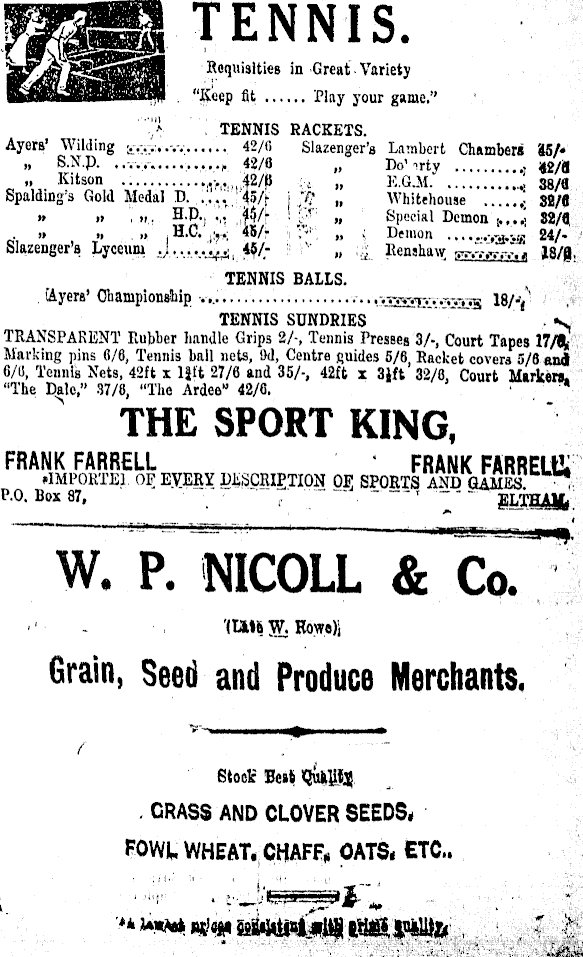 TENNIS.
Requisities in Great Variety
"Keep fit ...... Play your game."
TENNIS RACKETS.
Ayers' Wilding ............... 42/6
„ S.N.D. ............... 42/6
„ Kitson ............... 42/6
Spalding's Gold Medal D. .... 45/-
„ „ „ H.D. .... 45/-
„ „ „ H.C. .... 45/-
Slazenger's Lyceum ......... 45/-
Slazenger's Lambert Chambers 45/-
„ Doherty ......... 42/6
„ E.G.M. ......... 38/6
„ Whitehouse ..... 32/6
„ Special Demon .... 32/6
„ Demon ......... 24/-
„ Renshaw ......... 18/6
TENNIS BALLS.
Ayers' Championship ............... 18/-
TENNIS SUNDRIES
TRANSPARENT Rubber handle Grips 2/-, Tennis Presses 3/-, Court Tapes 17/6,
Marking pins 6/6, Tennis ball nets, 9d, Centre guides 5/6, Racket covers 5/6 and
6/6, Tennis Nets, 42ft x 1½ft 27/6 and 35/-, 42ft x 3½ft 32/6, Court Markers,
"The Dale," 37/6, "The Ardee" 42/6.
THE SPORT KING,
FRANK FARRELL FRANK FARRELL,
IMPORTER OF EVERY DESCRIPTION OF SPORTS AND GAMES.
P.O. Box 87, ELTHAM.
W. P. NICOLL & Co.
(Late W. Rowe)
Grain, Seed and Produce Merchants.
Stock Best Quality
GRASS AND CLOVER SEEDS,
FOWL WHEAT, CHAFF, OATS, ETC..
lowest prices consistent with prime quality.